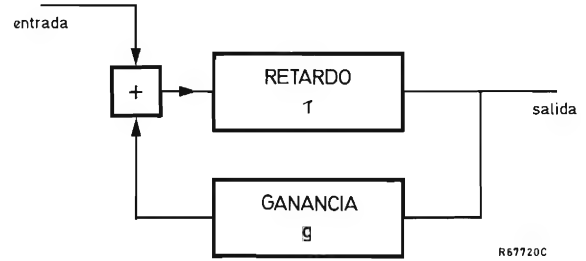 entrada
+
RETARDO
τ
salida
GANANCIA
g
R67720C